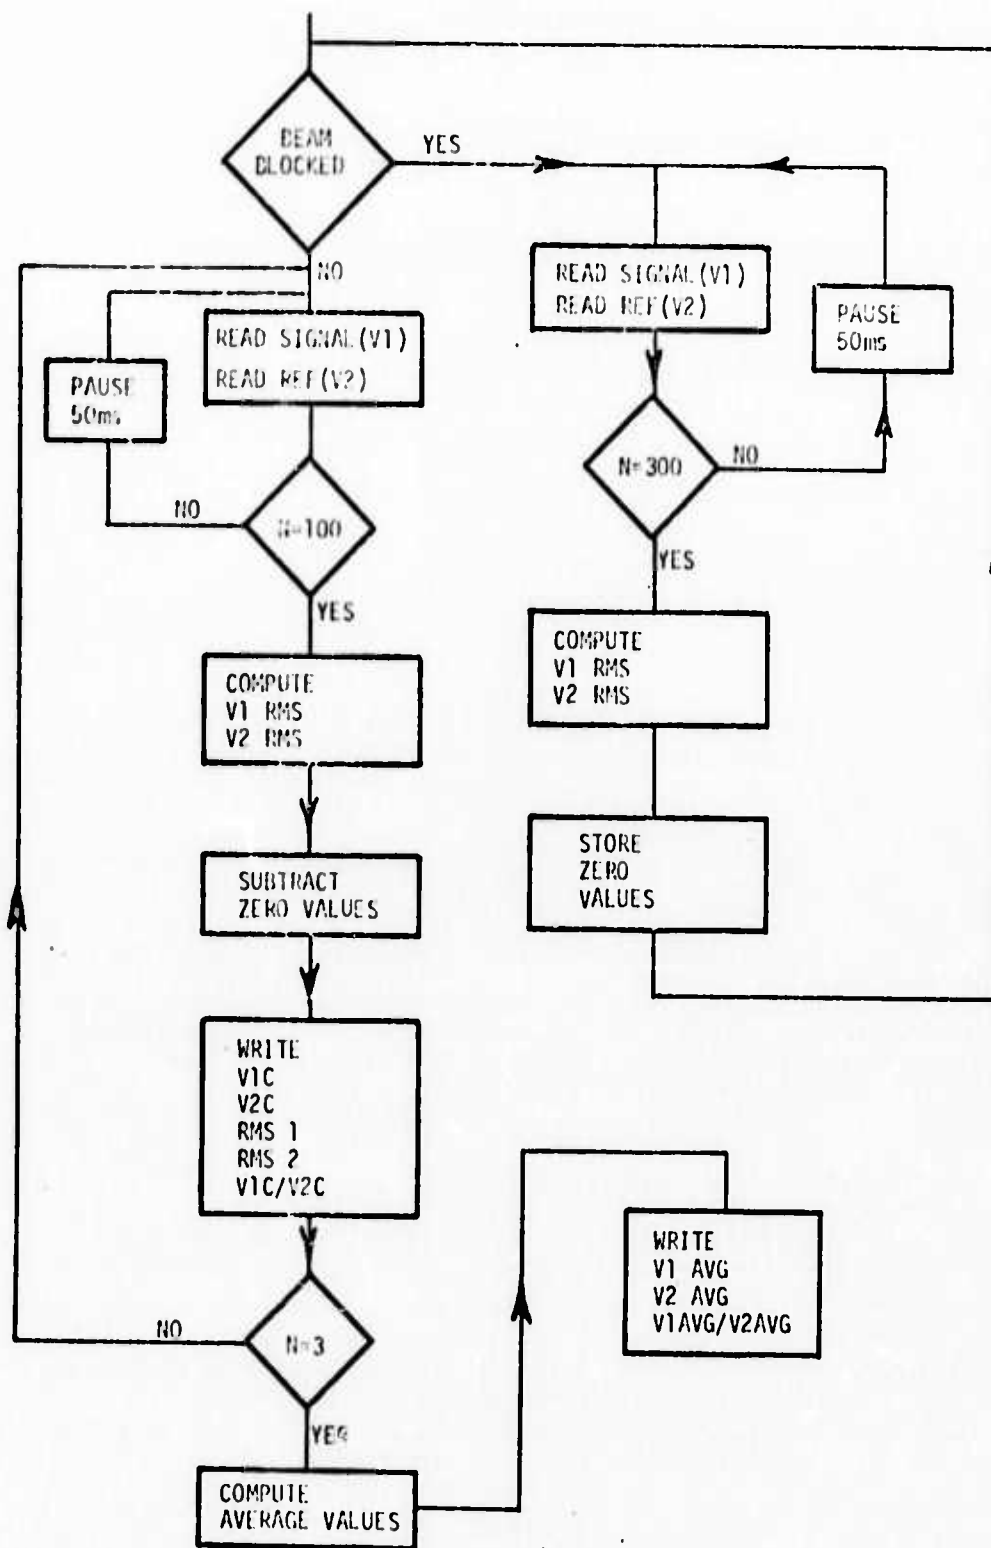 BEAM
BLOCKED
YES
NO
READ SIGNAL(V1)
READ REF(V2)
PAUSE
50ms
NO
N=100
YES
COMPUTE
V1 RMS
V2 RMS
SUBTRACT
ZERO VALUES
WRITE
V1C
V2C
RMS 1
RMS 2
V1C/V2C
NO
N=3
YES
COMPUTE
AVERAGE VALUES
READ SIGNAL(V1)
READ REF(V2)
PAUSE
50ms
N=300
NO
YES
COMPUTE
V1 RMS
V2 RMS
STORE
ZERO
VALUES
WRITE
V1 AVG
V2 AVG
V1AVG/V2AVG